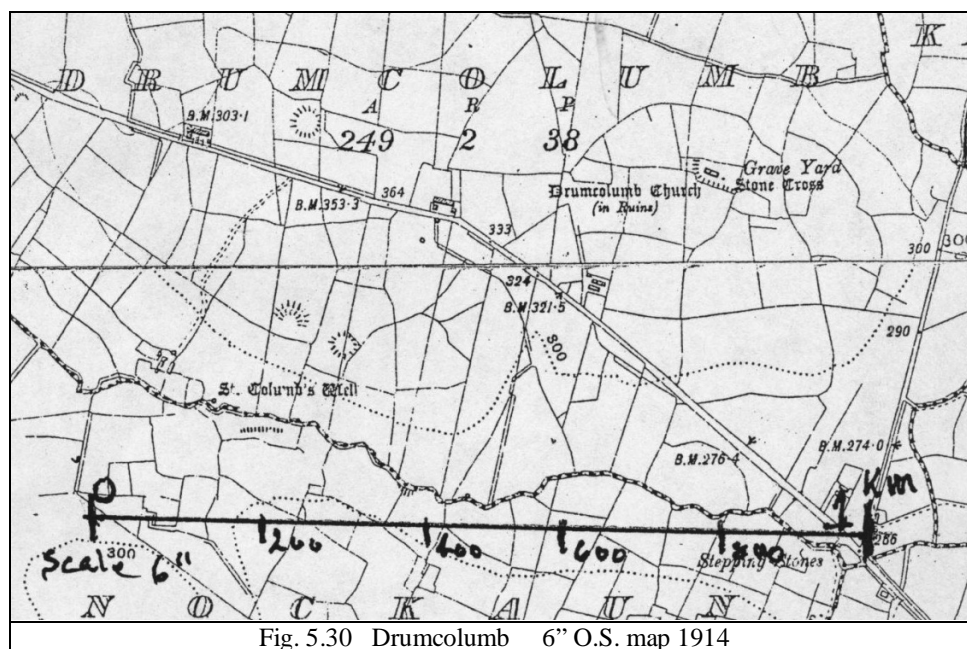 K
D R U M C O L U M B
A R P
B.M.303·1
249 2 38
Grave Yard
Stone Cross
Drumcolumb Church
(in Ruins)
364
B.M.353·3
333
300
300
324
B.M.321·5
300
290
St. Columb's Well
B.M.276·4
B.M.274·0
0
1 Km
200
400
600
800
286
Stepping Stones
Scale 6"
300
N O C K A U N
Fig. 5.30 Drumcolumb 6” O.S. map 1914